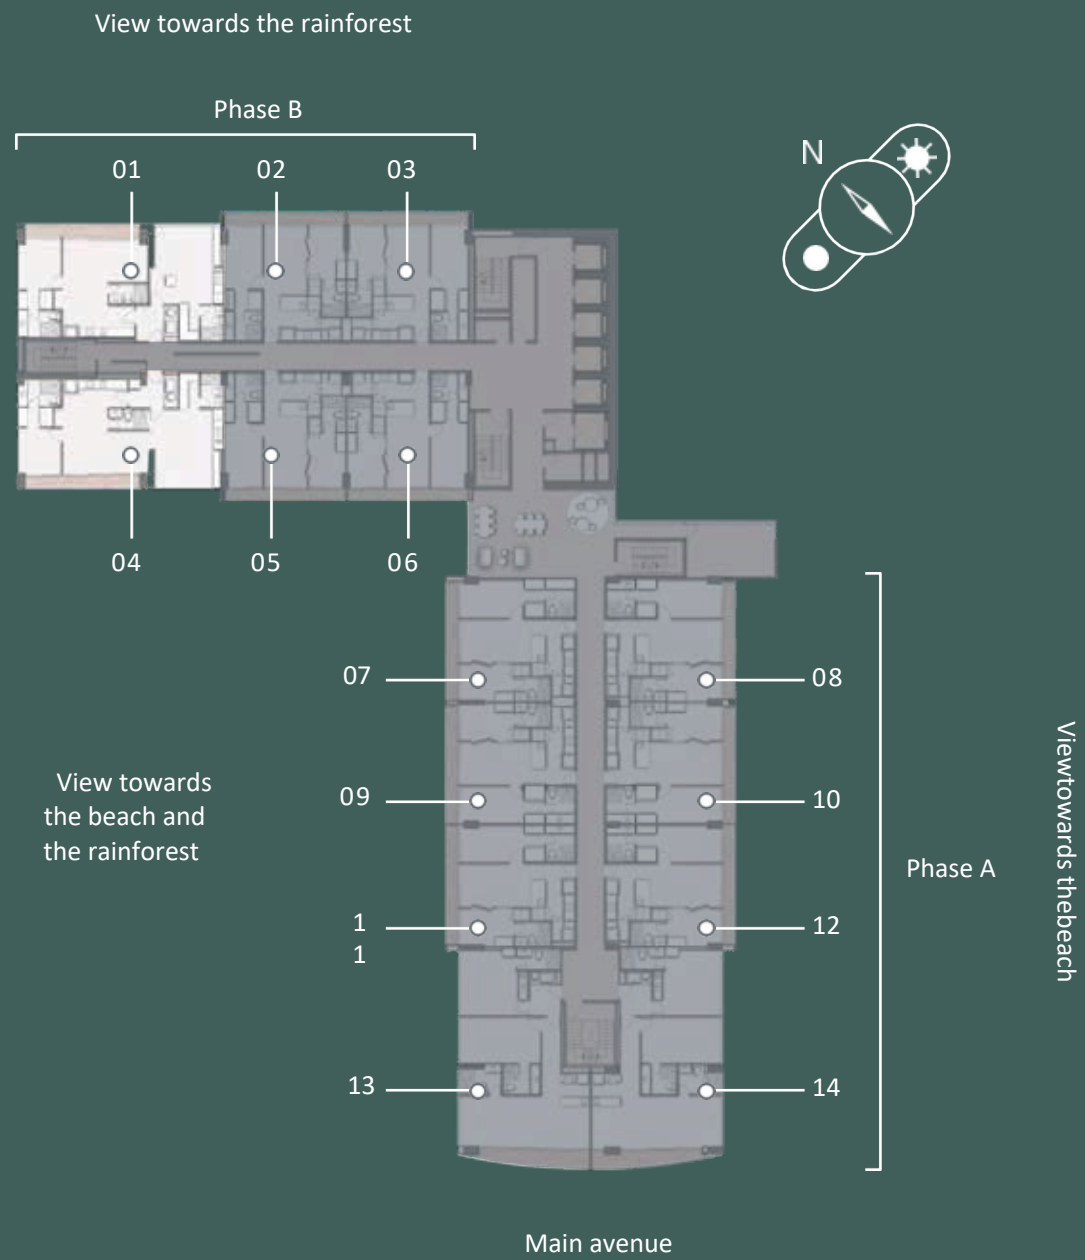 View towards the rainforest
Phase B
01
02
03
N
04
05
06
07
08
View towards
the beach and
the rainforest
09
10
Phase A
Viewtowards thebeach
1
1
12
13
14
Main avenue